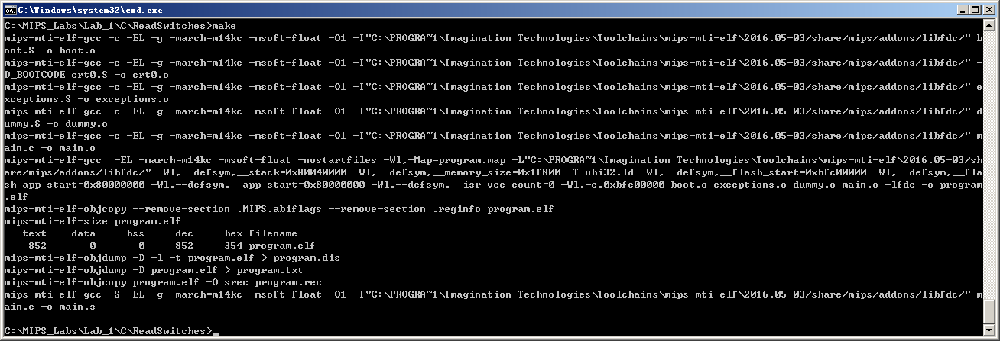 C:\Windows\system32\cmd.exe
C:\MIPS_Labs\Lab_1\C\ReadSwitches>make
mips-mti-elf-gcc -c -EL -g -march=m14kc -msoft-float -O1 -I"C:\PROGRA~1\Imagination Technologies\Toolchains\mips-mti-elf\2016.05-03/share/mips/addons/libfdc/" b
oot.S -o boot.o
mips-mti-elf-gcc -c -EL -g -march=m14kc -msoft-float -O1 -I"C:\PROGRA~1\Imagination Technologies\Toolchains\mips-mti-elf\2016.05-03/share/mips/addons/libfdc/" -
D_BOOTCODE crt0.S -o crt0.o
mips-mti-elf-gcc -c -EL -g -march=m14kc -msoft-float -O1 -I"C:\PROGRA~1\Imagination Technologies\Toolchains\mips-mti-elf\2016.05-03/share/mips/addons/libfdc/" e
xceptions.S -o exceptions.o
mips-mti-elf-gcc -c -EL -g -march=m14kc -msoft-float -O1 -I"C:\PROGRA~1\Imagination Technologies\Toolchains\mips-mti-elf\2016.05-03/share/mips/addons/libfdc/" d
ummy.S -o dummy.o
mips-mti-elf-gcc -c -EL -g -march=m14kc -msoft-float -O1 -I"C:\PROGRA~1\Imagination Technologies\Toolchains\mips-mti-elf\2016.05-03/share/mips/addons/libfdc/" m
ain.c -o main.o
mips-mti-elf-gcc  -EL -march=m14kc -msoft-float -nostartfiles -Wl,-Map=program.map -L"C:\PROGRA~1\Imagination Technologies\Toolchains\mips-mti-elf\2016.05-03/sh
are/mips/addons/libfdc/" -Wl,--defsym,__stack=0x80040000 -Wl,--defsym,__memory_size=0x1f800 -T uhi32.ld -Wl,--defsym,__flash_start=0xbfc00000 -Wl,--defsym,__fla
sh_app_start=0x80000000 -Wl,--defsym,__app_start=0x80000000 -Wl,--defsym,__isr_vec_count=0 -Wl,-e,0xbfc00000 boot.o exceptions.o dummy.o main.o -lfdc -o program
.elf
mips-mti-elf-objcopy --remove-section .MIPS.abiflags --remove-section .reginfo program.elf
mips-mti-elf-size program.elf
   text    data     bss     dec     hex filename
    852       0       0     852     354 program.elf
mips-mti-elf-objdump -D -l -t program.elf > program.dis
mips-mti-elf-objdump -D program.elf > program.txt
mips-mti-elf-objcopy program.elf -O srec program.rec
mips-mti-elf-gcc -S -EL -g -march=m14kc -msoft-float -O1 -I"C:\PROGRA~1\Imagination Technologies\Toolchains\mips-mti-elf\2016.05-03/share/mips/addons/libfdc/" m
ain.c -o main.s
C:\MIPS_Labs\Lab_1\C\ReadSwitches>